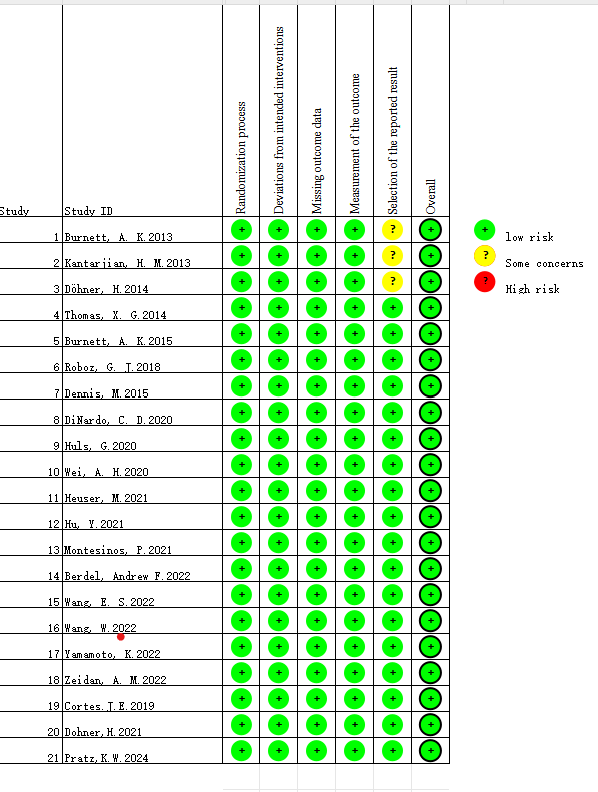 Study Study ID Randomization process Deviations from intended interventions Missing outcome data Measurement of the outcome Selection of the reported result Overall
1 Burnett, A. K.2013 + + + + ? +
2 Kantarjian, H. M.2013 + + + + ? +
3 Döhner, H.2014 + + + + ? +
4 Thomas, X. G.2014 + + + + + +
5 Burnett, A. K.2015 + + + + + +
6 Roboz, G. J.2018 + + + + + +
7 Dennis, M.2015 + + + + + +
8 DiNardo, C. D.2020 + + + + + +
9 Huls, G.2020 + + + + + +
10 Wei, A. H.2020 + + + + + +
11 Heuser, M.2021 + + + + + +
12 Hu, Y.2021 + + + + + +
13 Montesinos, P.2021 + + + + + +
14 Berdel, Andrew F.2022 + + + + + +
15 Wang, E. S.2022 + + + + + +
16 Wang, W.2022 + + + + + +
17 Yamamoto, K.2022 + + + + + +
18 Zeidan, A. M.2022 + + + + + +
19 Cortes.J.E.2019 + + + + + +
20 Dohner,H.2021 + + + + + +
21 Pratz,K.W.2024 + + + + + +
+ low risk
? Some concerns
? High risk